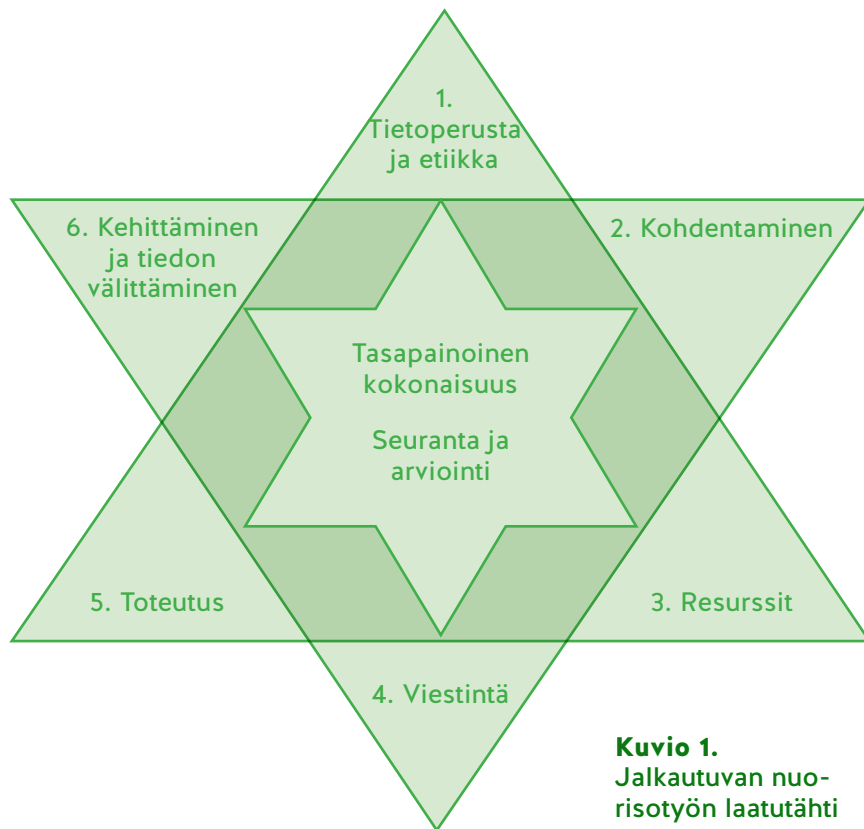 1.
Tietoperusta
ja etiikka
2. Kohdentaminen
3. Resurssit
4. Viestintä
5. Toteutus
6. Kehittäminen
ja tiedon
välittäminen
Tasapainoinen
kokonaisuus
Seuranta ja
arviointi
Kuvio 1.
Jalkautuvan nuo-
risotyön laatutähti